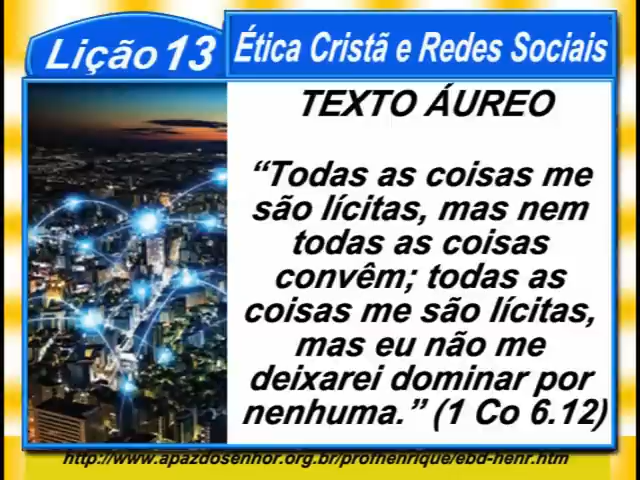 Lição 13
Ética Cristã e Redes Sociais
TEXTO ÁUREO
“Todas as coisas me
são lícitas, mas nem
todas as coisas
convêm; todas as
coisas me são lícitas,
mas eu não me
deixarei dominar por
nenhuma.” (1 Co 6.12)
http://www.apazdosenhor.org.br/profhenrique/ebd-henr.htm